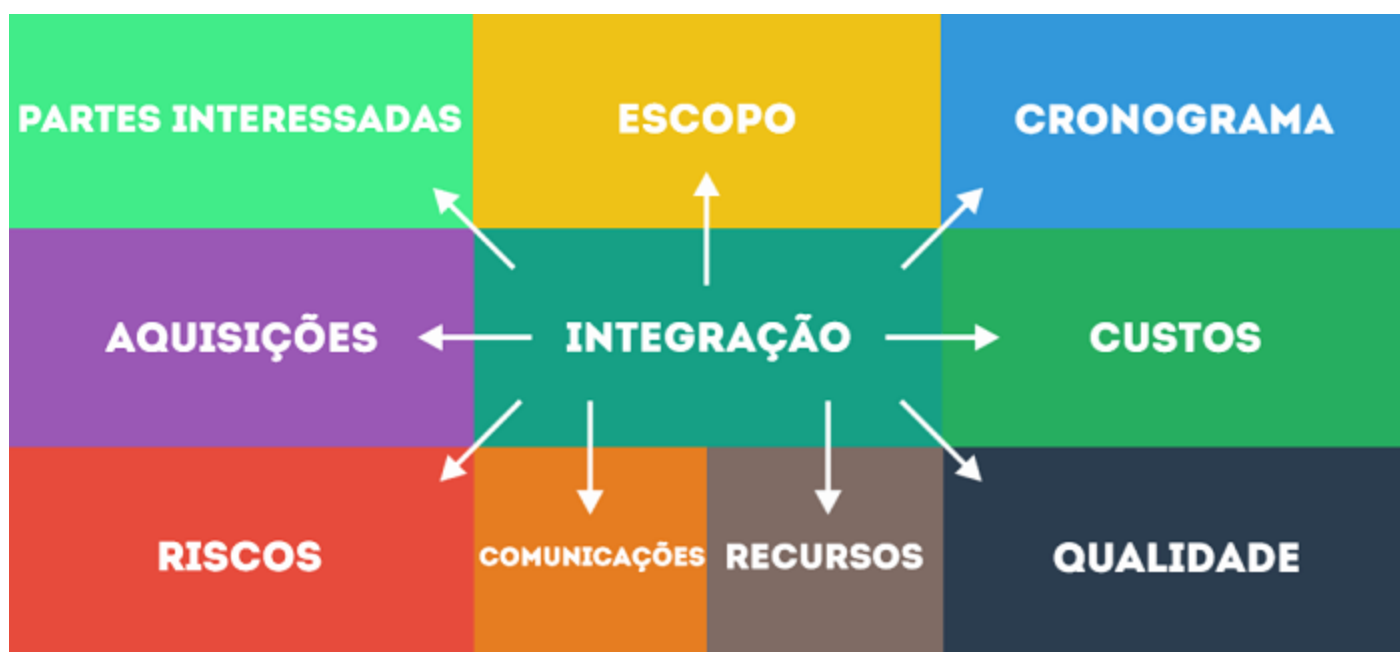 PARTES INTERESSADAS
ESCOPO
CRONOGRAMA
AQUISIÇÕES
INTEGRAÇÃO
CUSTOS
RISCOS
COMUNICAÇÕES
RECURSOS
QUALIDADE